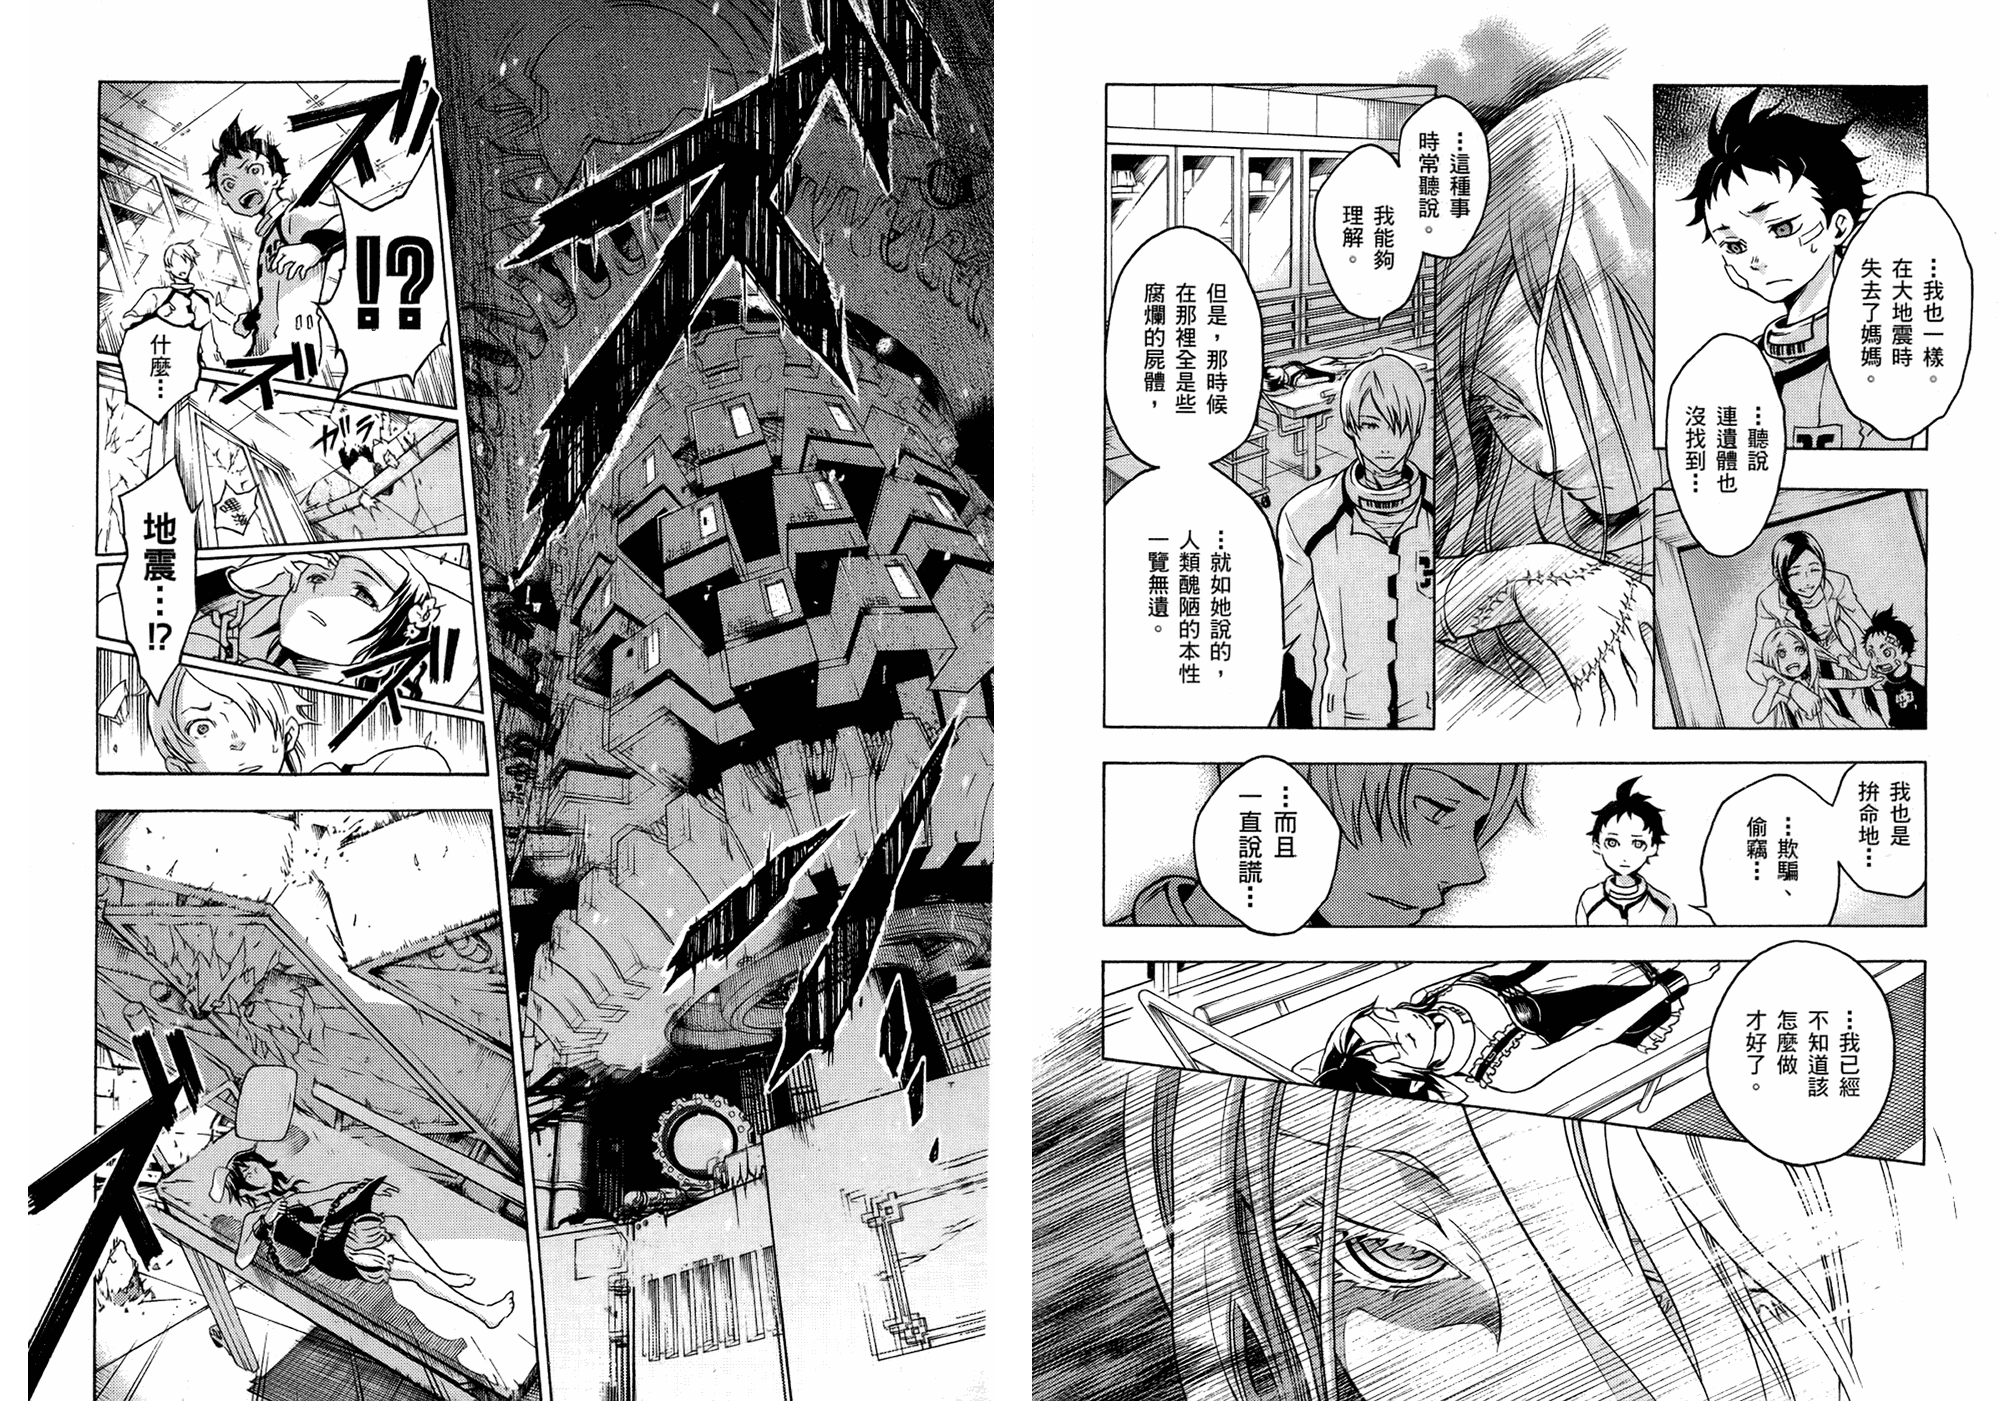 …我也一樣。
在大地震時
失去了媽媽。
…聽說
連遺體也
沒找到…
…這種事
時常聽說。
我能夠
理解。
但是，那時候
在那裡全是些
腐爛的屍體，
…就如她說的，
人類醜陋的本性
一覽無遺。
我也是
拚命地…
…欺騙、
偷竊…
…而且
一直說謊…
…我已經
不知道該
怎麼做
才好了。
!?
什麼…
ガラ
地震…!?